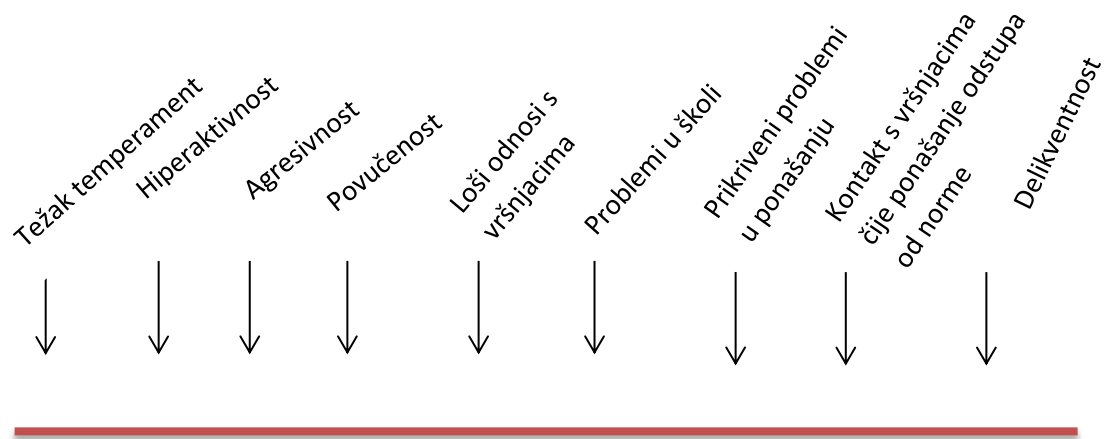 Težak temperament
Hiperaktivnost
Agresivnost
Povučenost
Loši odnosi s
vršnjacima
Problemi u školi
Prikriveni problemi
u ponašanju
Kontakt s vršnjacima
čije ponašanje odstupa
od norme
Delikventnost